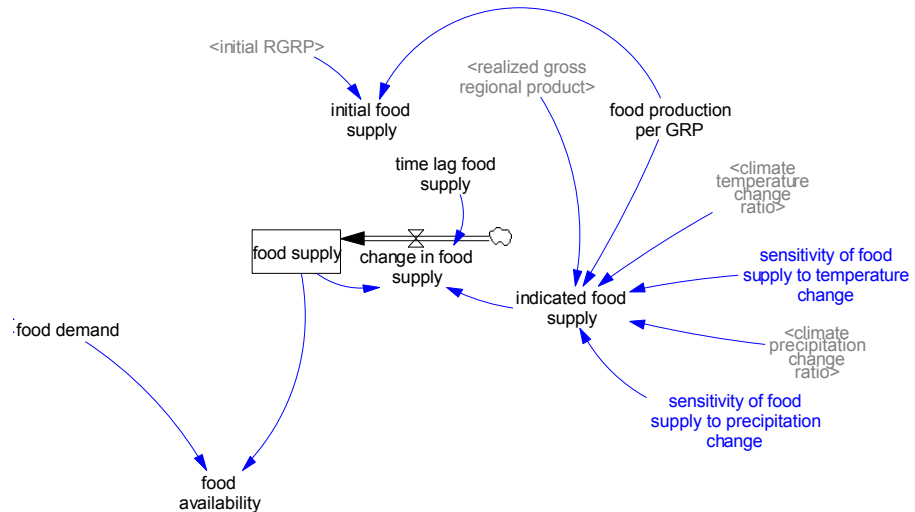 <initial RGRP>
<realized gross
regional product>
initial food
supply
food production
per GRP
time lag food
supply
<climate
temperature
change
ratio>
food supply
change in food
supply
sensitivity of food
supply to temperature
change
indicated food
supply
food demand
<climate
precipitation
change
ratio>
sensitivity of food
supply to precipitation
change
food
availability